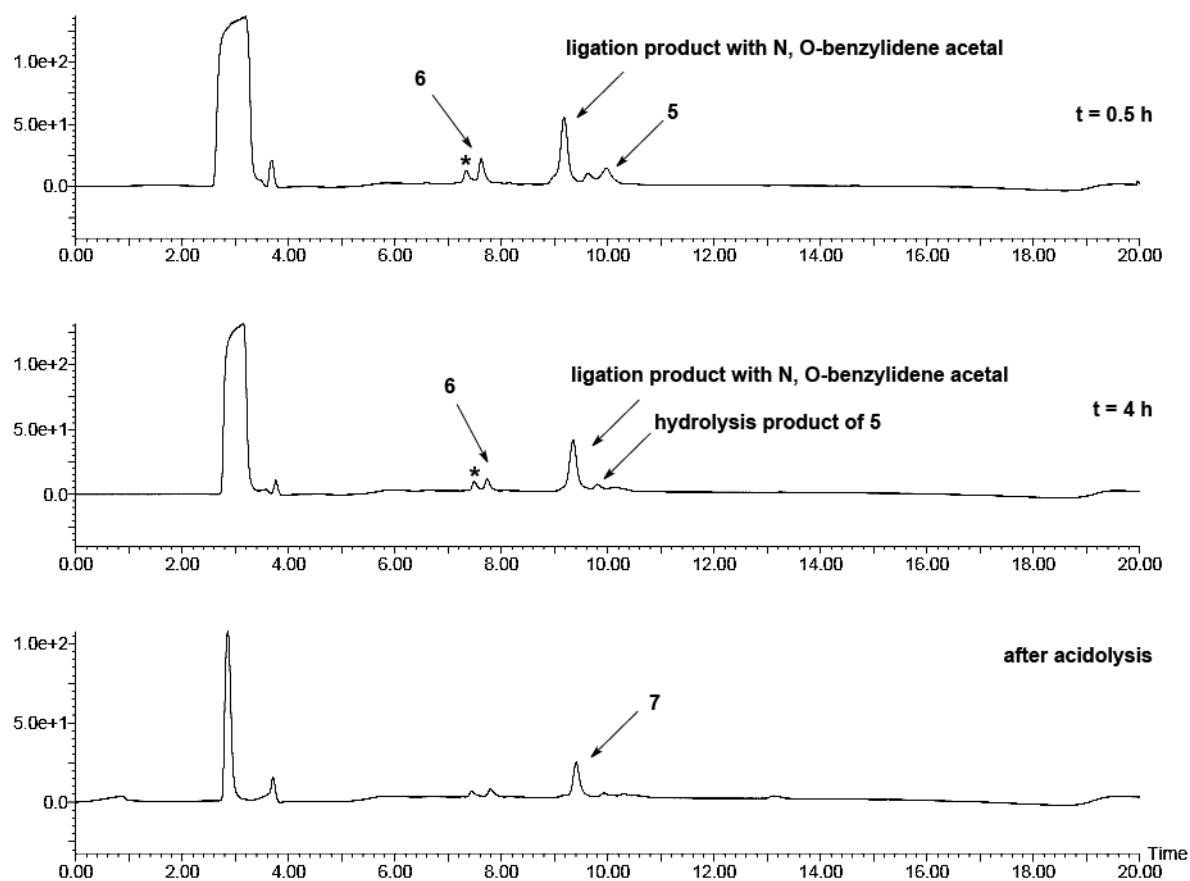 1.0e+2
ligation product with N, O-benzylidene acetal
6
5.0e+1
5
t = 0.5 h
*
0.0
0.00 2.00 4.00 6.00 8.00 10.00 12.00 14.00 16.00 18.00 20.00
1.0e+2
ligation product with N, O-benzylidene acetal
6
t = 4 h
hydrolysis product of 5
5.0e+1
*
0.0
0.00 2.00 4.00 6.00 8.00 10.00 12.00 14.00 16.00 18.00 20.00
1.0e+2
after acidolysis
7
5.0e+1
0.0
Time
0.00 2.00 4.00 6.00 8.00 10.00 12.00 14.00 16.00 18.00 20.00